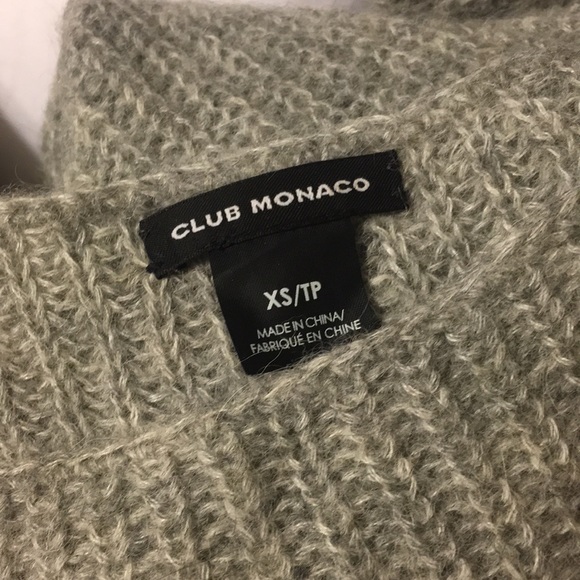 CLUB MONACO
XS/TP
MADE IN CHINA/
FABRIQUÉ EN CHINE